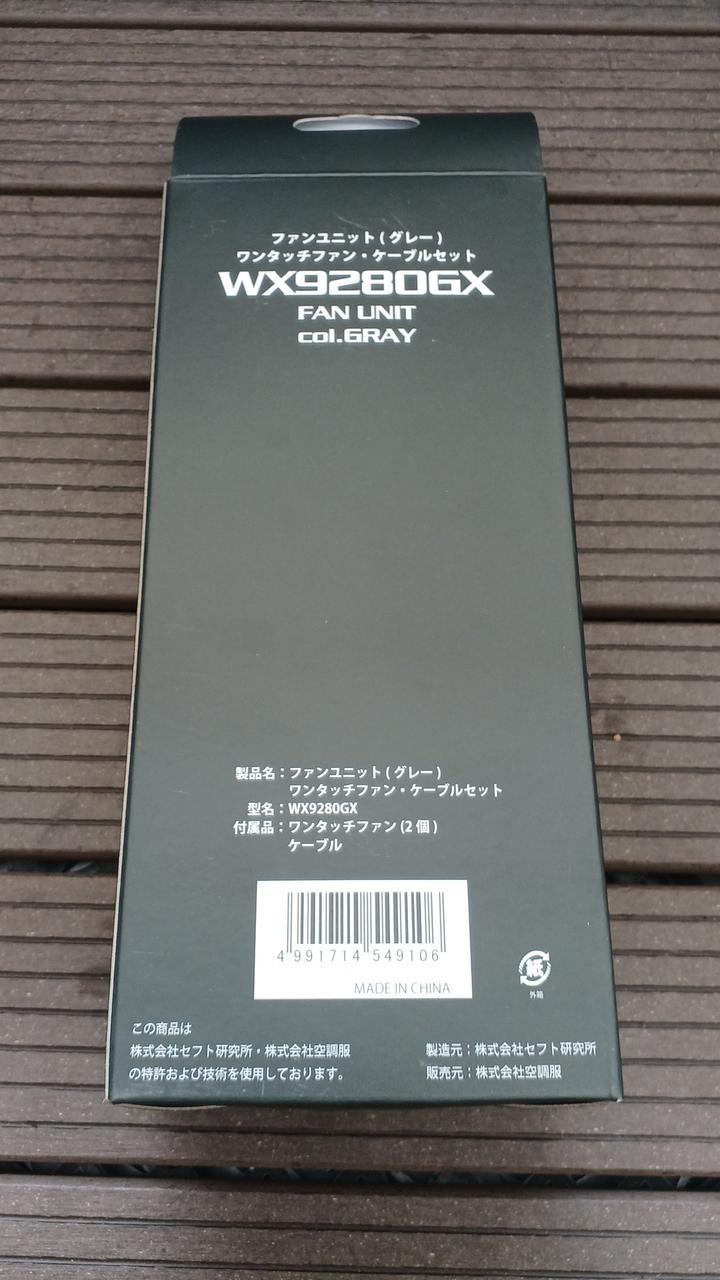 ファンユニット(グレー)
ワンタッチファン・ケーブルセット
WX9280GX
FAN UNIT
col.GRAY
製品名：ファンユニット(グレー)
ワンタッチファン・ケーブルセット
型名：WX9280GX
付属品：ワンタッチファン(2個)
ケーブル
4 991714 549106
MADE IN CHINA
紙
外箱
この商品は
株式会社セフト研究所・株式会社空調服
の特許および技術を使用しております。
製造元：株式会社セフト研究所
販売元：株式会社空調服